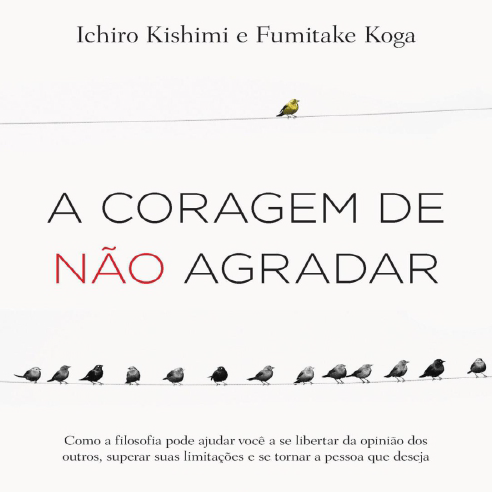 Ichiro Kishimi e Fumitake Koga
A CORAGEM DE
NÃO AGRADAR
Como a filosofia pode ajudar você a se libertar da opinião dos
outros, superar suas limitações e se tornar a pessoa que deseja